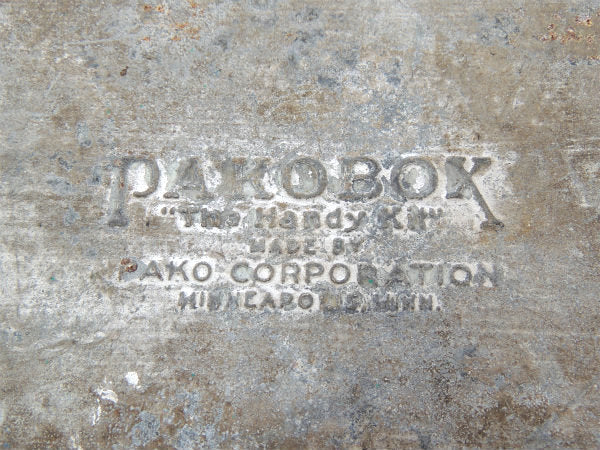 PAKOBOX
"The Handy Kit"
MADE BY
PAKO CORPORATION
MINNEAPOLIS, MINN.